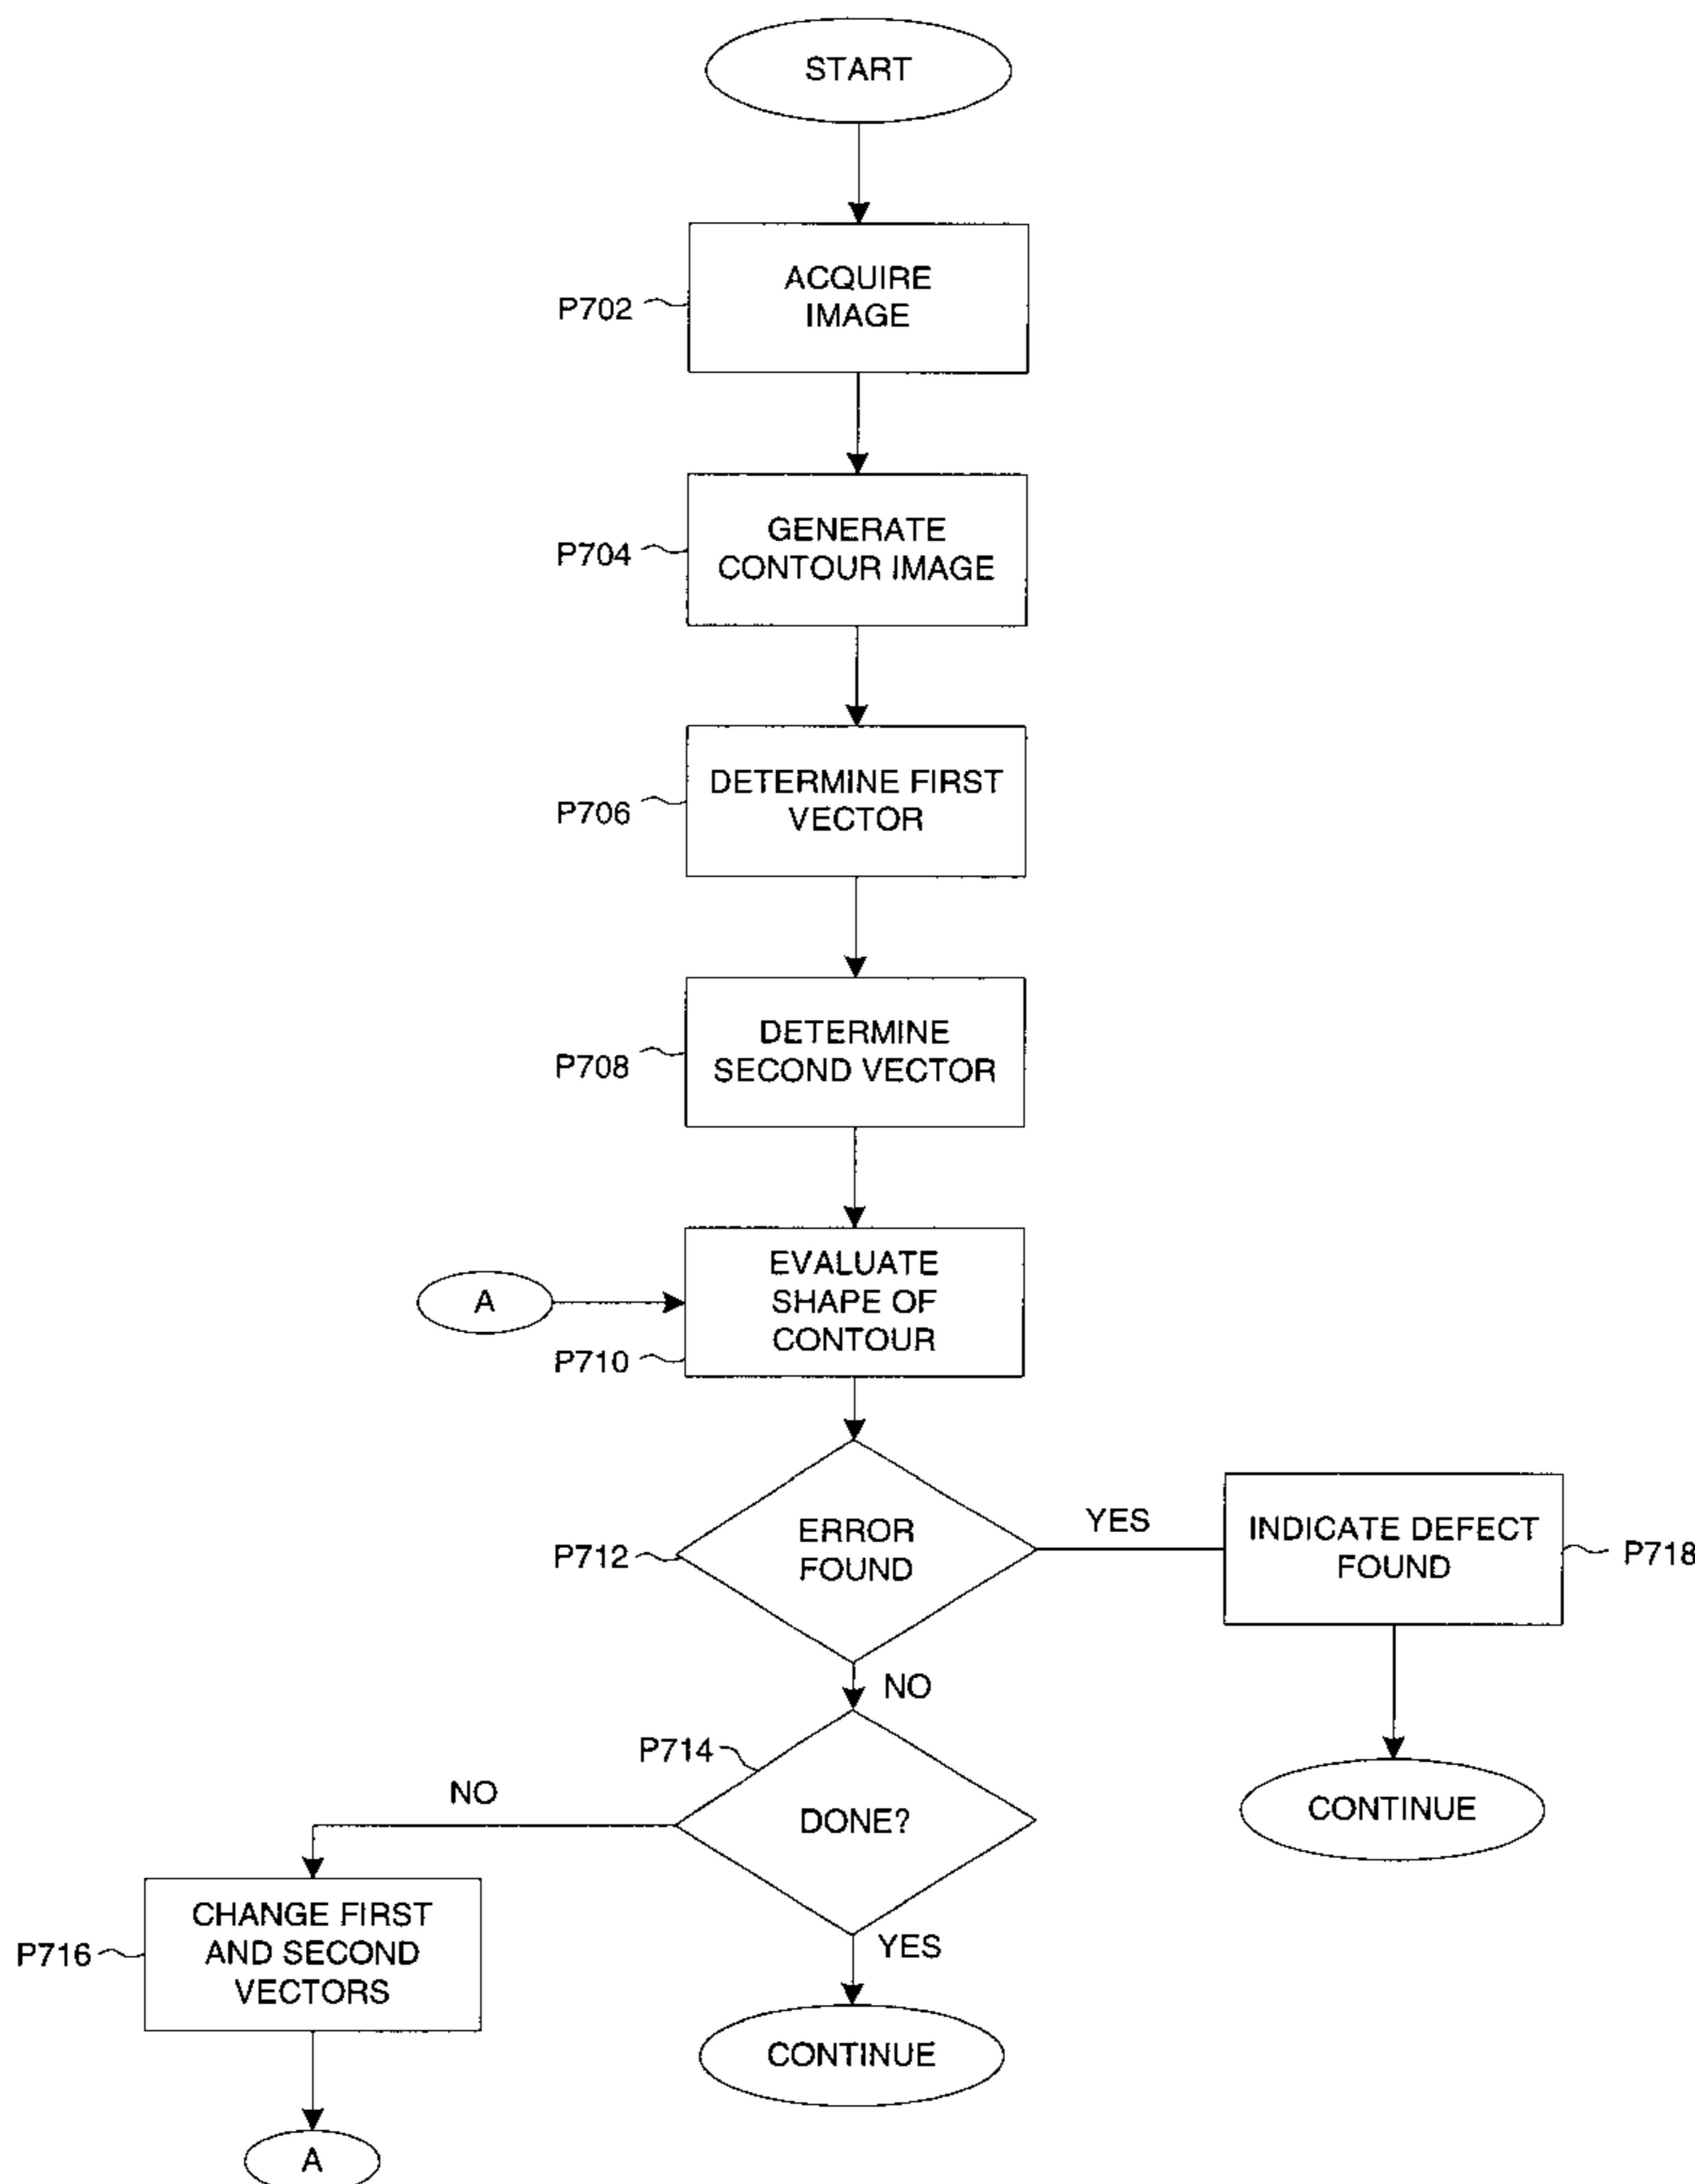 START
ACQUIRE
IMAGE
P702
GENERATE
CONTOUR IMAGE
P704
DETERMINE FIRST
VECTOR
P706
DETERMINE
SECOND VECTOR
P708
EVALUATE
SHAPE OF
CONTOUR
A
P710
ERROR
FOUND
P712
YES
INDICATE DEFECT
FOUND
P718
NO
P714
DONE?
NO
CONTINUE
CHANGE FIRST
AND SECOND
VECTORS
P716
YES
CONTINUE
A